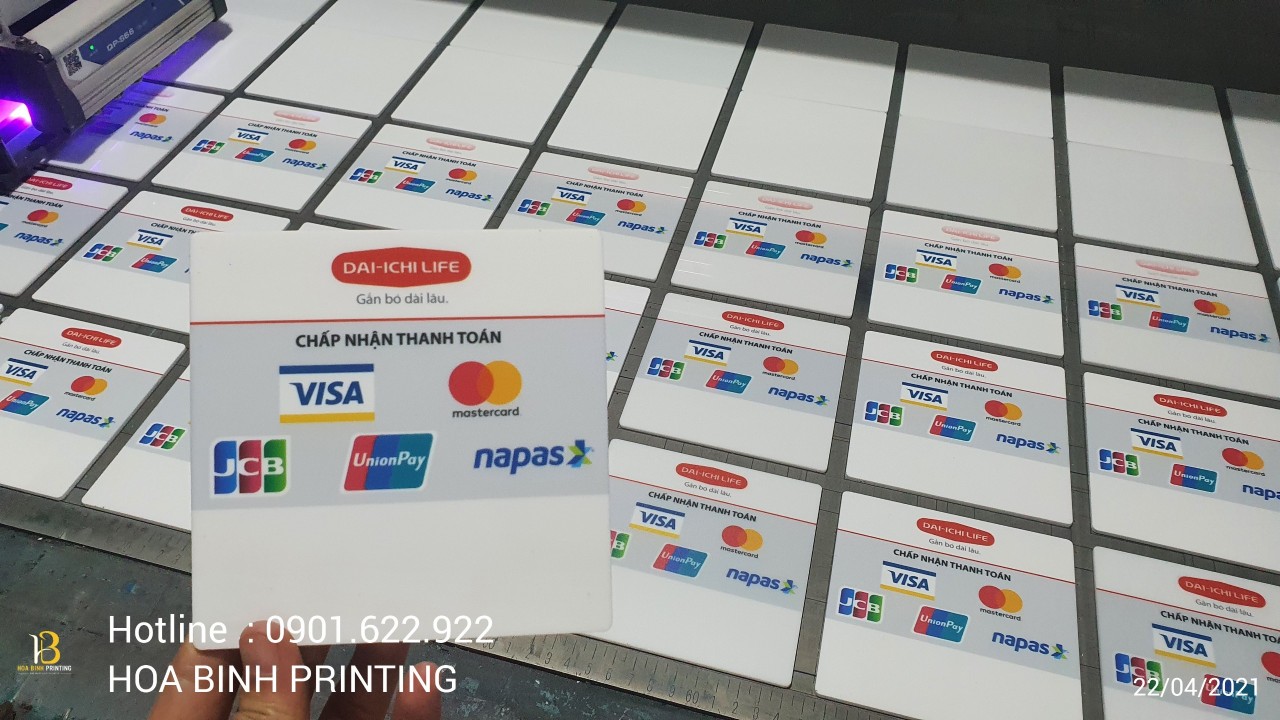 DAI-ICHI LIFE
Gắn bó dài lâu.
CHẤP NHẬN THANH TOÁN
VISA
mastercard
JCB
UnionPay
napas
Hotline : 0901.622.922
HOA BINH PRINTING
HOA BINH PRINTING
22/04/2021